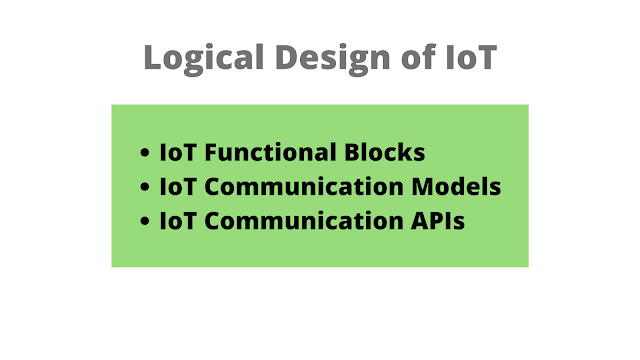 Logical Design of IoT
• IoT Functional Blocks
• IoT Communication Models
• IoT Communication APIs